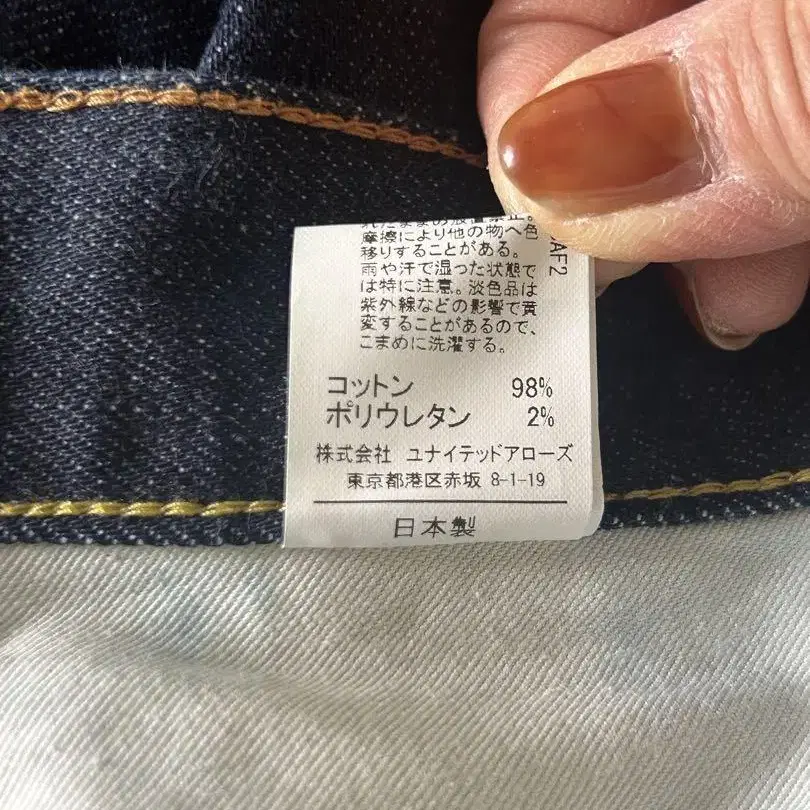 摩擦により他の物へ色
移りすることがある。
雨や汗で湿った状態で
は特に注意。淡色品は
紫外線などの影響で黄
変することがあるので、
こまめに洗濯する。
コットン 98%
ポリウレタン 2%
株式会社 ユナイテッドアローズ
東京都港区赤坂 8-1-19
日本製
AF2